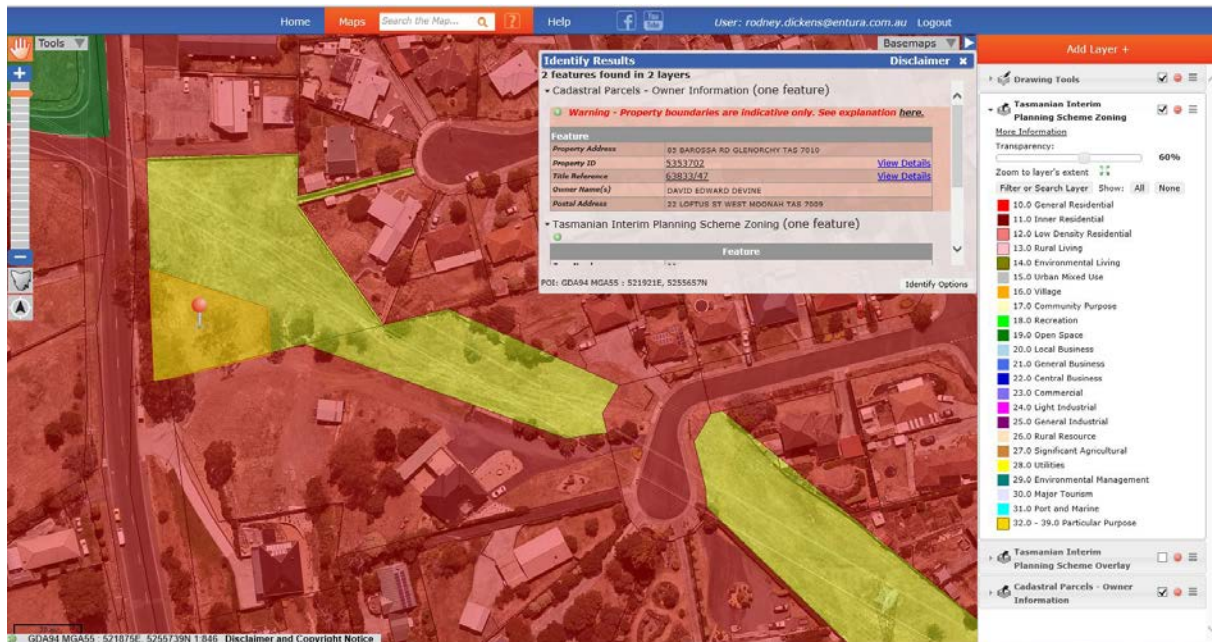 Home
Maps
Search the Map...
?
Help
f
You Tube
User: rodney.dickens@entura.com.au Logout
Tools
Basemaps
Identify Results
Disclaimer ×
2 features found in 2 layers
Cadastral Parcels - Owner Information (one feature)
Warning - Property boundaries are indicative only. See explanation here.
Feature
Property Address 85 BAROSSA RD GLENORCHY TAS 7010
Property ID 5353702 View Details
Title Reference 63833/47 View Details
Owner Name(s) DAVID EDWARD DEVINE
Postal Address 22 LOFTUS ST WEST MOONAH TAS 7009
Tasmanian Interim Planning Scheme Zoning (one feature)
Feature
POI: GDA94 MGA55 : 521921E, 5255657N
Identify Options
Add Layer +
Drawing Tools
Tasmanian Interim
Planning Scheme Zoning
More Information
Transparency:
60%
Zoom to layer's extent
Filter or Search Layer Show: All None
10.0 General Residential
11.0 Inner Residential
12.0 Low Density Residential
13.0 Rural Living
14.0 Environmental Living
15.0 Urban Mixed Use
16.0 Village
17.0 Community Purpose
18.0 Recreation
19.0 Open Space
20.0 Local Business
21.0 General Business
22.0 Central Business
23.0 Commercial
24.0 Light Industrial
25.0 General Industrial
26.0 Rural Resource
27.0 Significant Agricultural
28.0 Utilities
29.0 Environmental Management
30.0 Major Tourism
31.0 Port and Marine
32.0 - 39.0 Particular Purpose
Tasmanian Interim
Planning Scheme Overlay
Cadastral Parcels - Owner
Information
GDA94 MGA55 : 521875E, 5255739N 1:846 Disclaimer and Copyright Notice